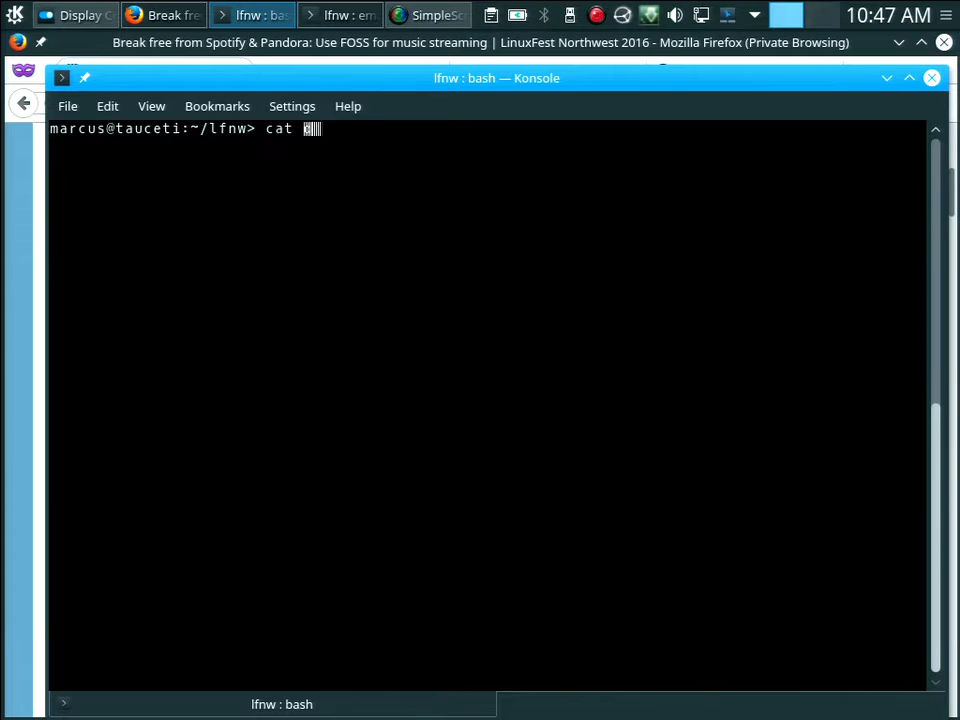 Display C
Break fre
lfnw : bas
lfnw : em
SimpleSc
10:47 AM
Break free from Spotify & Pandora: Use FOSS for music streaming | LinuxFest Northwest 2016 - Mozilla Firefox (Private Browsing)
lfnw : bash — Konsole
File Edit View Bookmarks Settings Help
marcus@tauceti:~/lfnw> cat
lfnw : bash